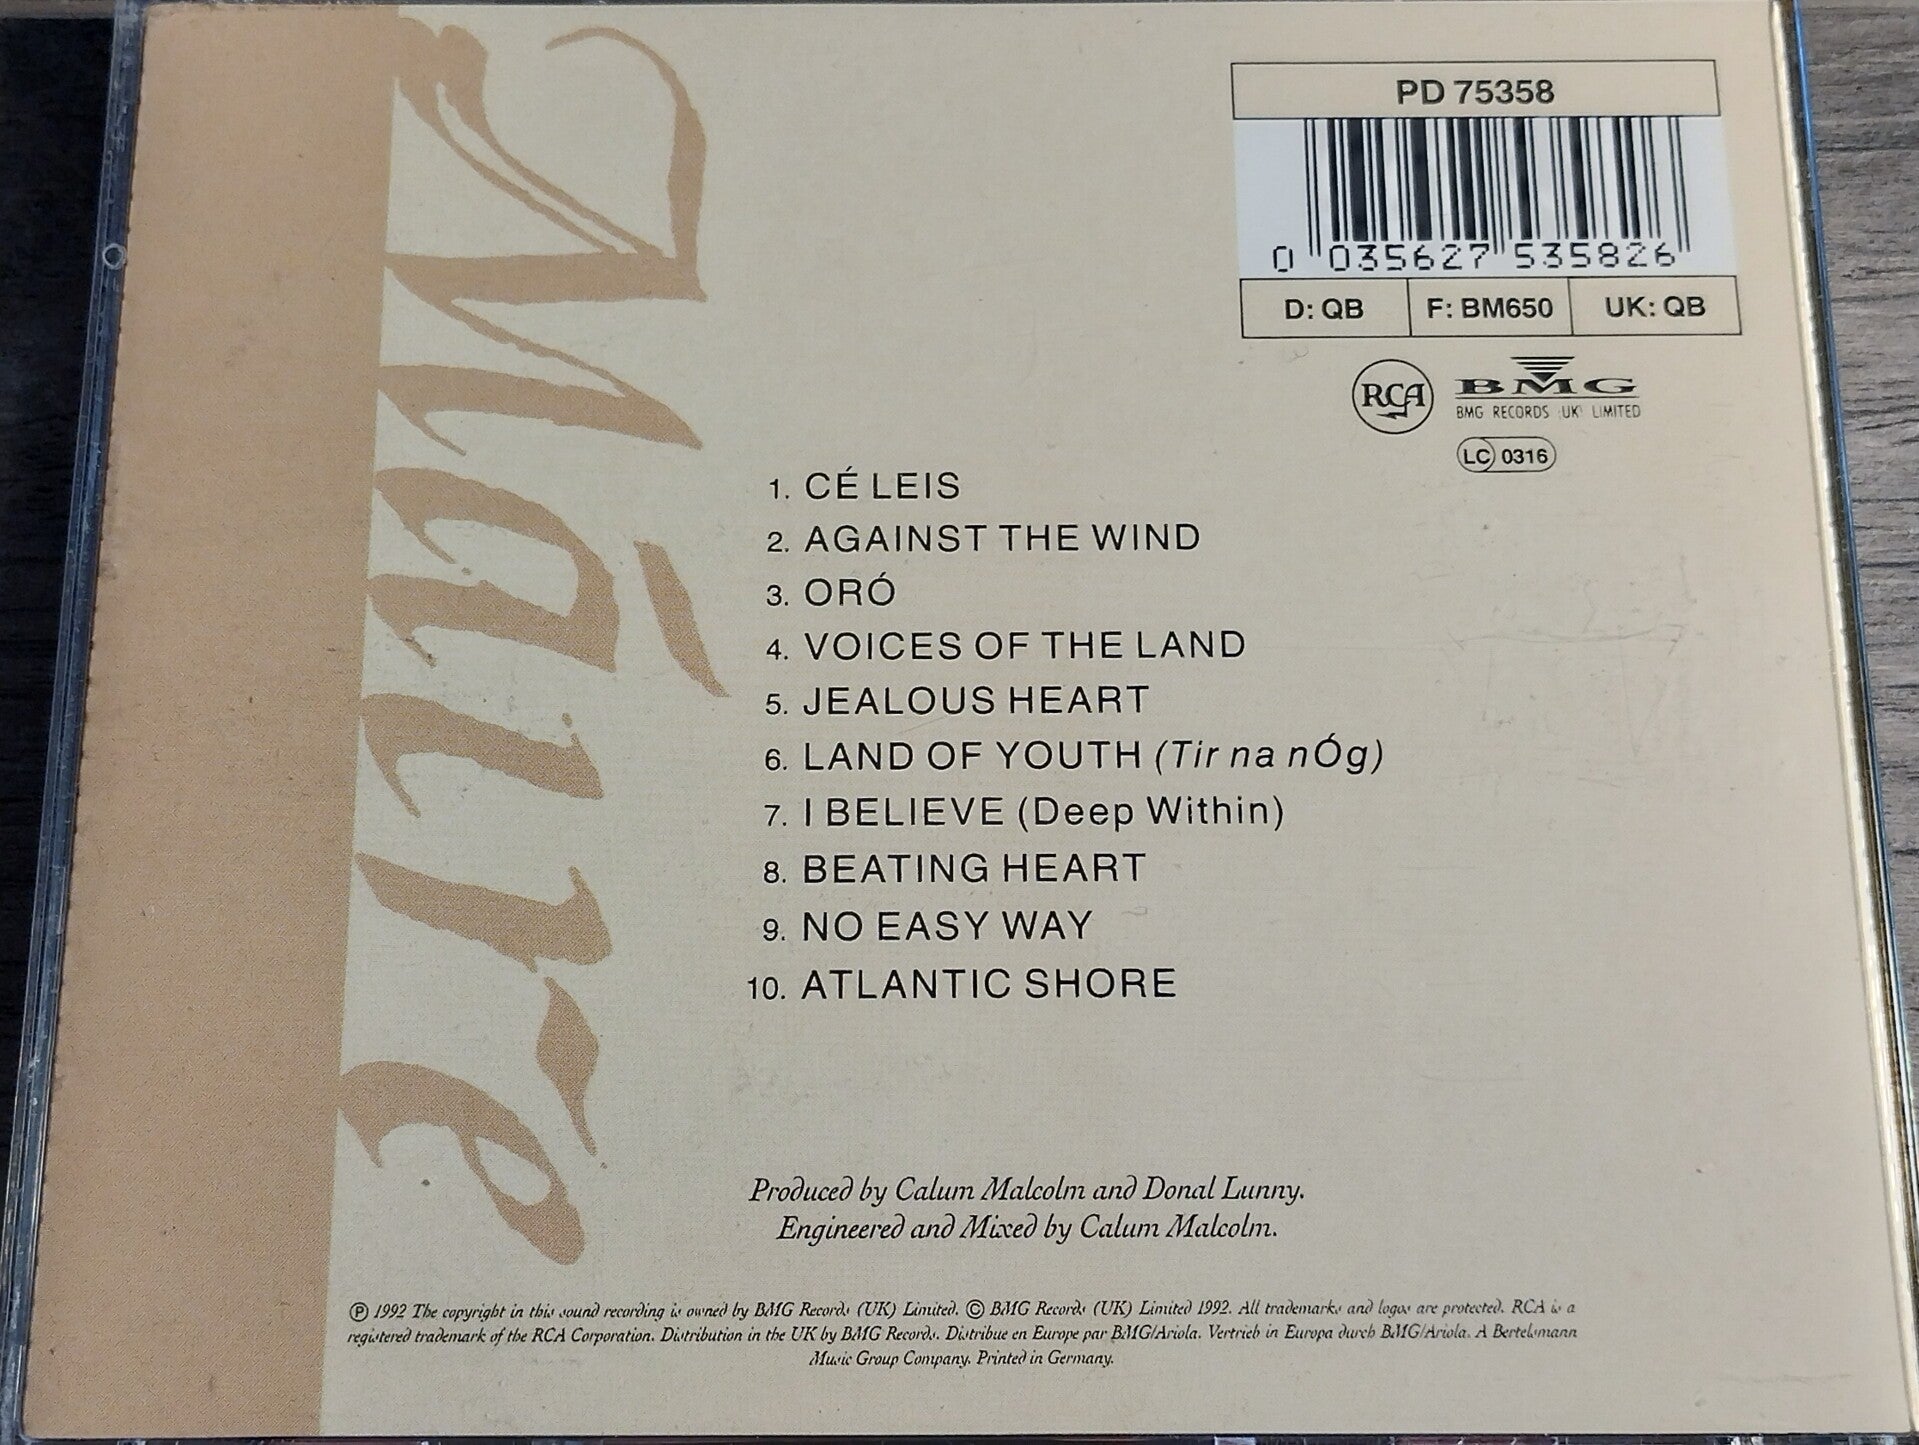 Máire
PD 75358
0 035627 535826
D: QB F: BM650 UK: QB
RCA BMG
BMG RECORDS (UK) LIMITED
LC 0316
1. CÉ LEIS
2. AGAINST THE WIND
3. ORÓ
4. VOICES OF THE LAND
5. JEALOUS HEART
6. LAND OF YOUTH (Tir na nÓg)
7. I BELIEVE (Deep Within)
8. BEATING HEART
9. NO EASY WAY
10. ATLANTIC SHORE
Produced by Calum Malcolm and Donal Lunny.
Engineered and Mixed by Calum Malcolm.
Ⓟ 1992 The copyright in this sound recording is owned by BMG Records (UK) Limited. © BMG Records (UK) Limited 1992. All trademarks and logos are protected. RCA is a
registered trademark of the RCA Corporation. Distribution in the UK by BMG Records. Distribue en Europe par BMG/Ariola. Vertrieb in Europa durch BMG/Ariola. A Bertelsmann
Music Group Company. Printed in Germany.